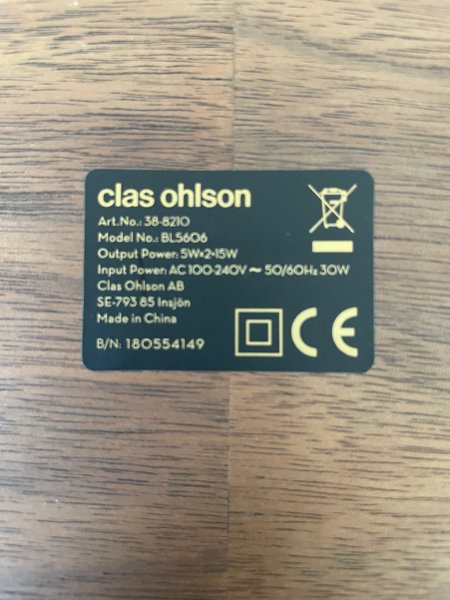 clas ohlson
Art.No.: 38-8210
Model No.: BL5606
Output Power: 5W*2+15W
Input Power: AC 100-240V ~ 50/60Hz 30W
Clas Ohlson AB
SE-793 85 Insjön
Made in China
B/N: 180554149
CE